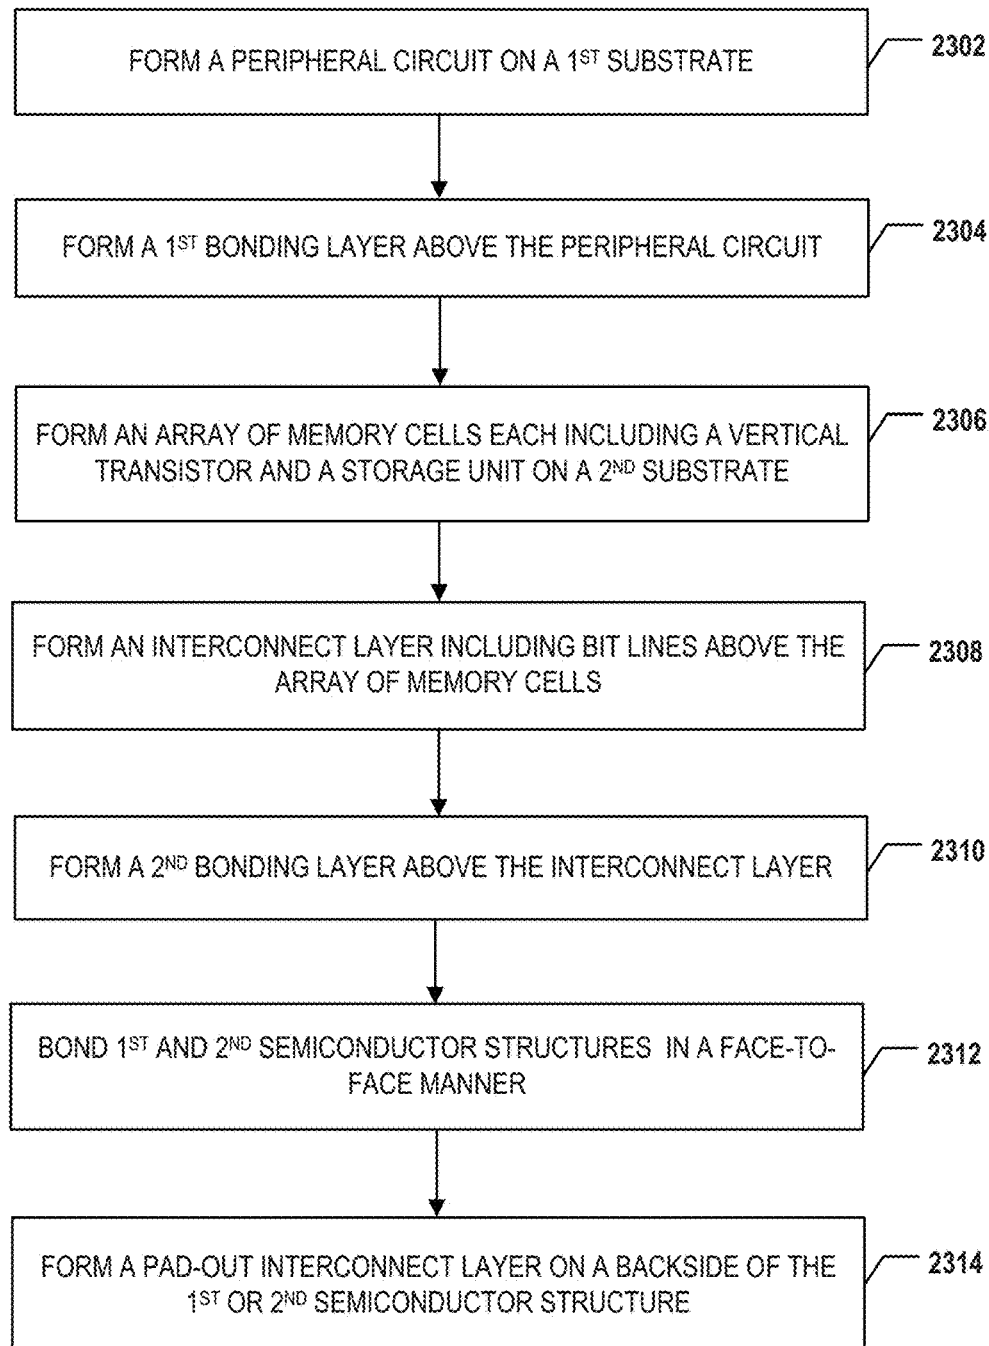 FORM A PERIPHERAL CIRCUIT ON A 1ST SUBSTRATE
2302
FORM A 1ST BONDING LAYER ABOVE THE PERIPHERAL CIRCUIT
2304
FORM AN ARRAY OF MEMORY CELLS EACH INCLUDING A VERTICAL
TRANSISTOR AND A STORAGE UNIT ON A 2ND SUBSTRATE
2306
FORM AN INTERCONNECT LAYER INCLUDING BIT LINES ABOVE THE
ARRAY OF MEMORY CELLS
2308
FORM A 2ND BONDING LAYER ABOVE THE INTERCONNECT LAYER
2310
BOND 1ST AND 2ND SEMICONDUCTOR STRUCTURES IN A FACE-TO-
FACE MANNER
2312
FORM A PAD-OUT INTERCONNECT LAYER ON A BACKSIDE OF THE
1ST OR 2ND SEMICONDUCTOR STRUCTURE
2314